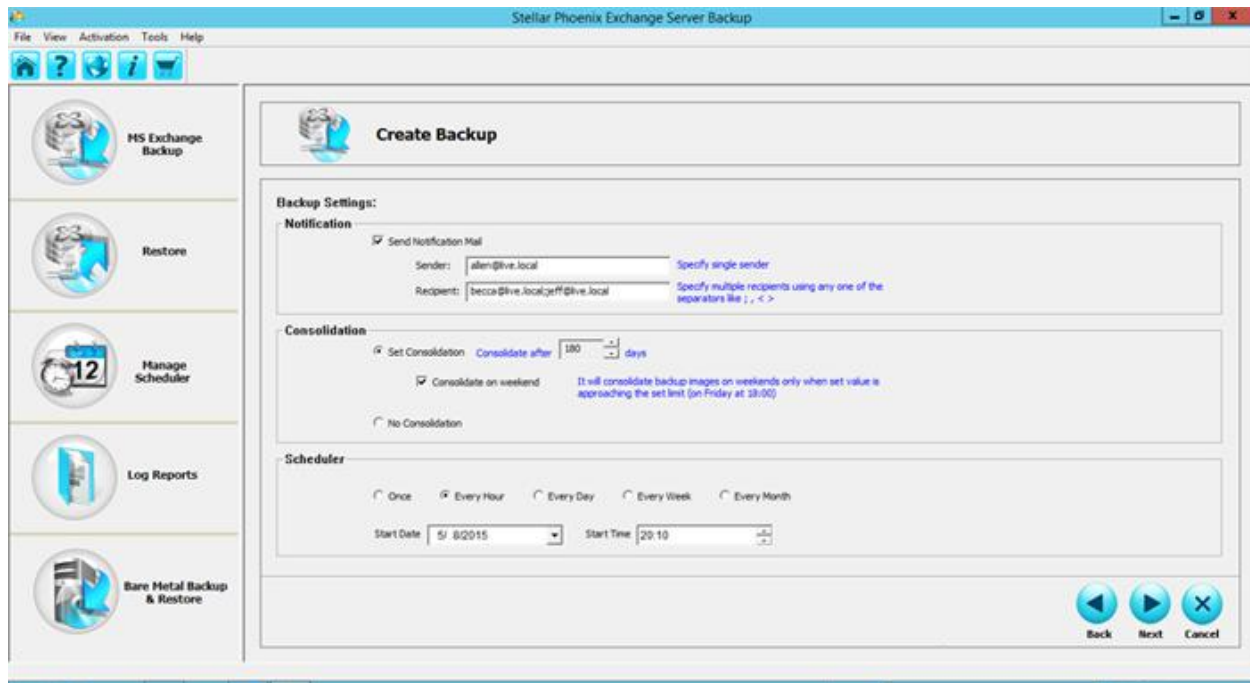 Stellar Phoenix Exchange Server Backup
File View Activation Tools Help
MS Exchange
Backup
Restore
12
Manage
Scheduler
Log Reports
Bare Metal Backup
& Restore
Create Backup
Backup Settings:
Notification
Send Notification Mail
Sender: allen@live.local Specify single sender
Recipient: becca@live.local;jeff@live.local Specify multiple recipients using any one of the
separators like ; , < >
Consolidation
Set Consolidation Consolidate after 180 days
Consolidate on weekend It will consolidate backup images on weekends only when set value is
approaching the set limit (on Friday at 18:00)
No Consolidation
Scheduler
Once Every Hour Every Day Every Week Every Month
Start Date 5/ 8/2015 Start Time 20:10
Back Next Cancel